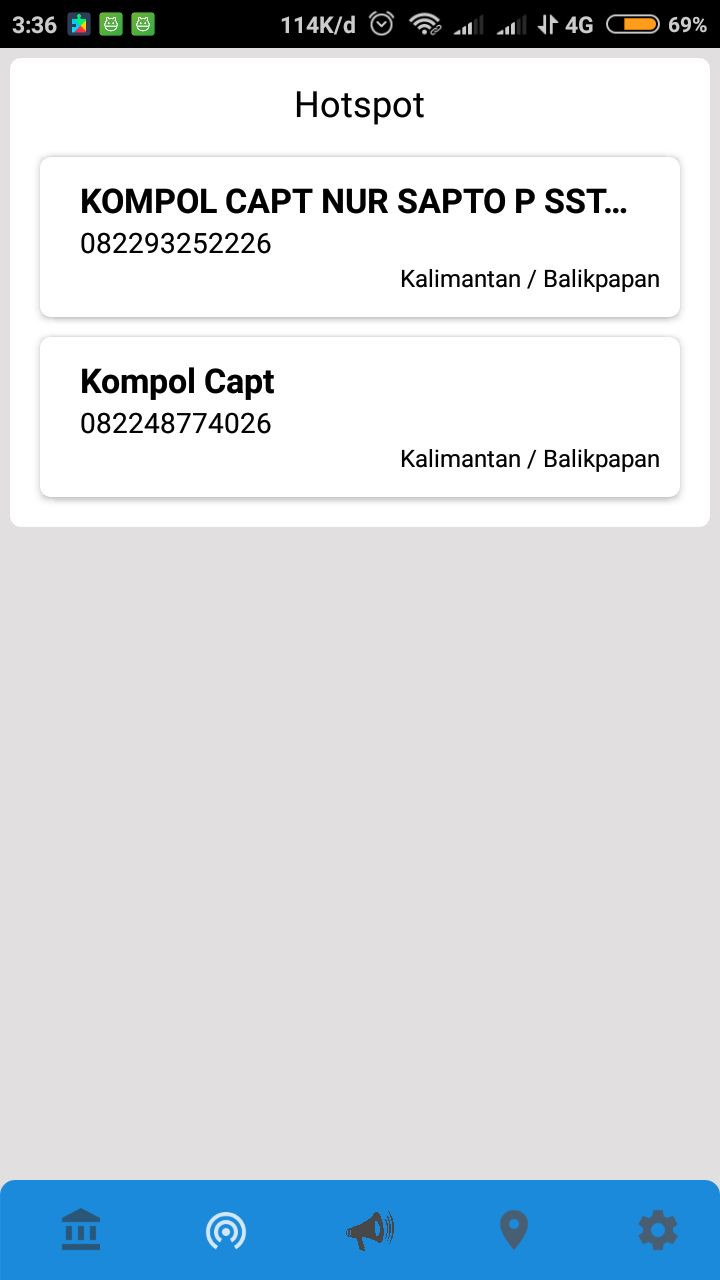 3:36 114K/d 4G 69%
Hotspot
KOMPOL CAPT NUR SAPTO P SST...
082293252226
Kalimantan / Balikpapan
Kompol Capt
082248774026
Kalimantan / Balikpapan